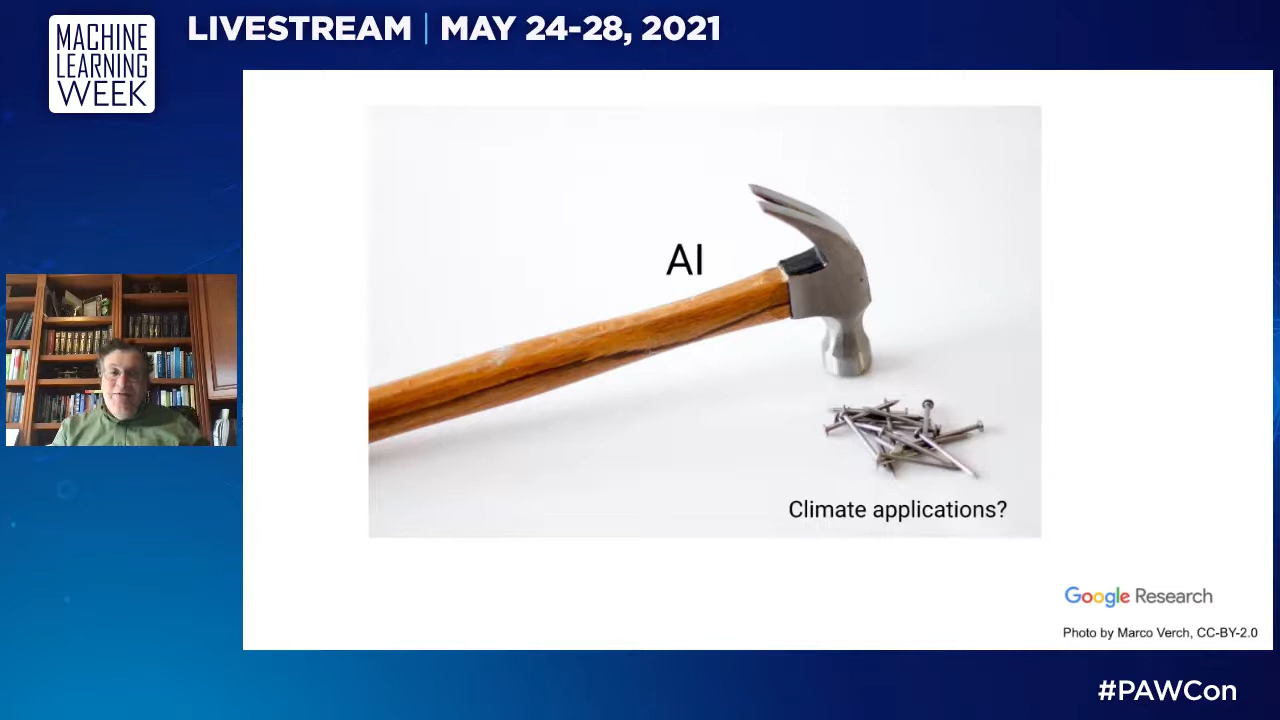 MACHINE
LEARNING
WEEK
LIVESTREAM | MAY 24-28, 2021
AI
Climate applications?
Google Research
Photo by Marco Verch, CC-BY-2.0
#PAWCon